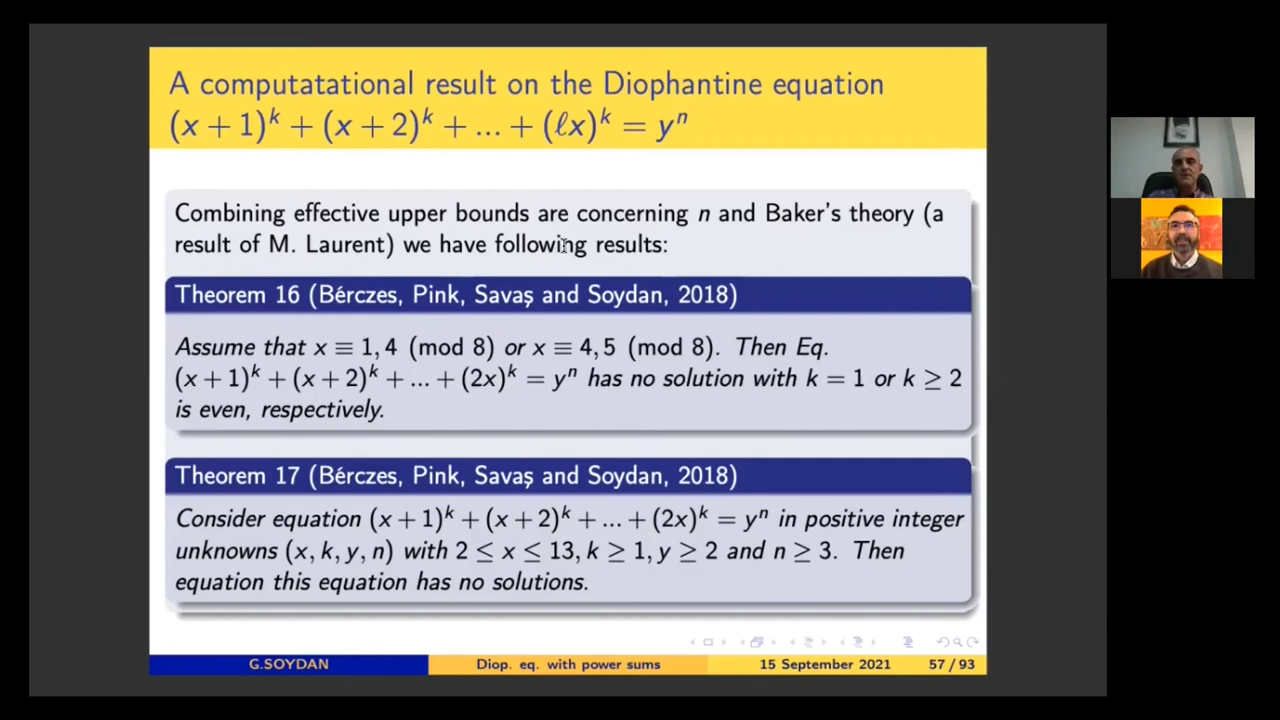 A computatational result on the Diophantine equation
(x + 1)^k + (x + 2)^k + ... + (ℓx)^k = y^n
Combining effective upper bounds are concerning n and Baker's theory (a
result of M. Laurent) we have following results:
Theorem 16 (Bérczes, Pink, Savaş and Soydan, 2018)
Assume that x ≡ 1, 4 (mod 8) or x ≡ 4, 5 (mod 8). Then Eq.
(x + 1)^k + (x + 2)^k + ... + (2x)^k = y^n has no solution with k = 1 or k ≥ 2
is even, respectively.
Theorem 17 (Bérczes, Pink, Savaş and Soydan, 2018)
Consider equation (x + 1)^k + (x + 2)^k + ... + (2x)^k = y^n in positive integer
unknowns (x, k, y, n) with 2 ≤ x ≤ 13, k ≥ 1, y ≥ 2 and n ≥ 3. Then
equation this equation has no solutions.
G.SOYDAN Diop. eq. with power sums 15 September 2021 57 / 93